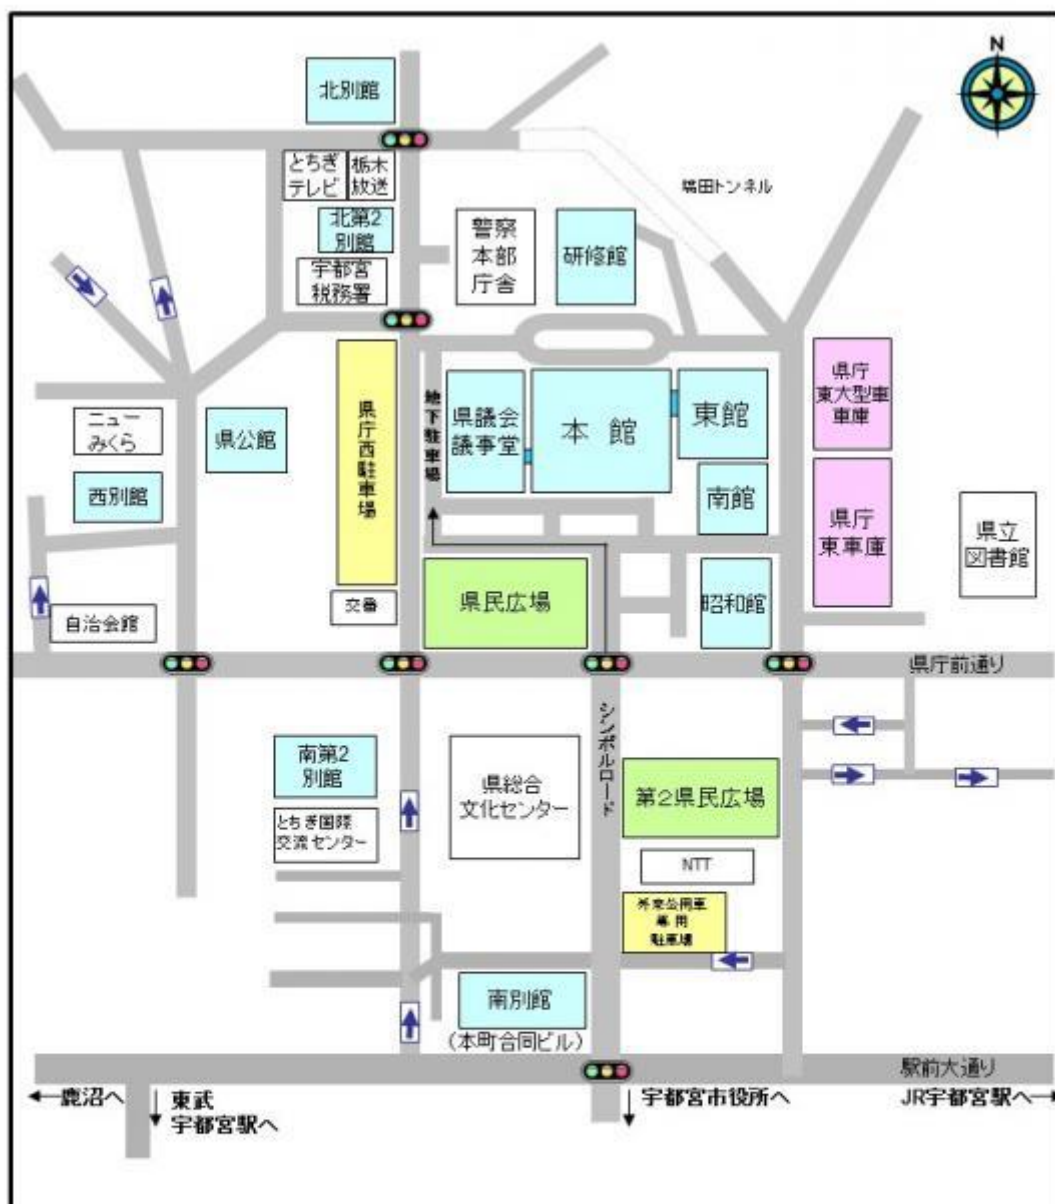 N
北別館
とちぎ
テレビ
栃木
放送
北第2
別館
宇都宮
税務署
警察
本部
庁舎
研修館
塙田トンネル
県庁西駐車場
地下駐車場
県議会
議事堂
本館
東館
南館
県庁
東大型車
車庫
県庁
東車庫
県立
図書館
ニュー
みくら
県公館
西別館
自治会館
交番
県民広場
昭和館
県庁前通り
南第2
別館
とちぎ国際
交流センター
県総合
文化センター
シンボルロード
第2県民広場
NTT
外来公用車
専用
駐車場
南別館
(本町合同ビル)
駅前大通り
←鹿沼へ
東武
宇都宮駅へ
宇都宮市役所へ
JR宇都宮駅へ→